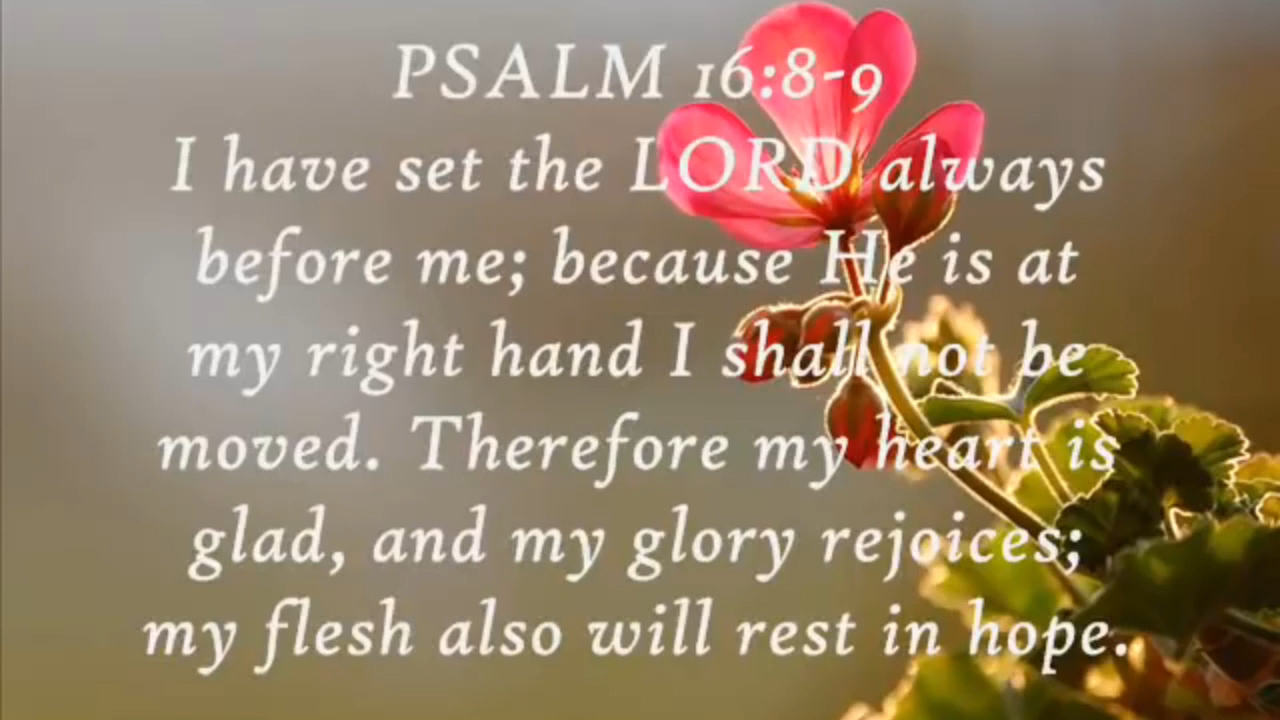 PSALM 16:8-9
I have set the LORD always
before me; because He is at
my right hand I shall not be
moved. Therefore my heart is
glad, and my glory rejoices;
my flesh also will rest in hope.